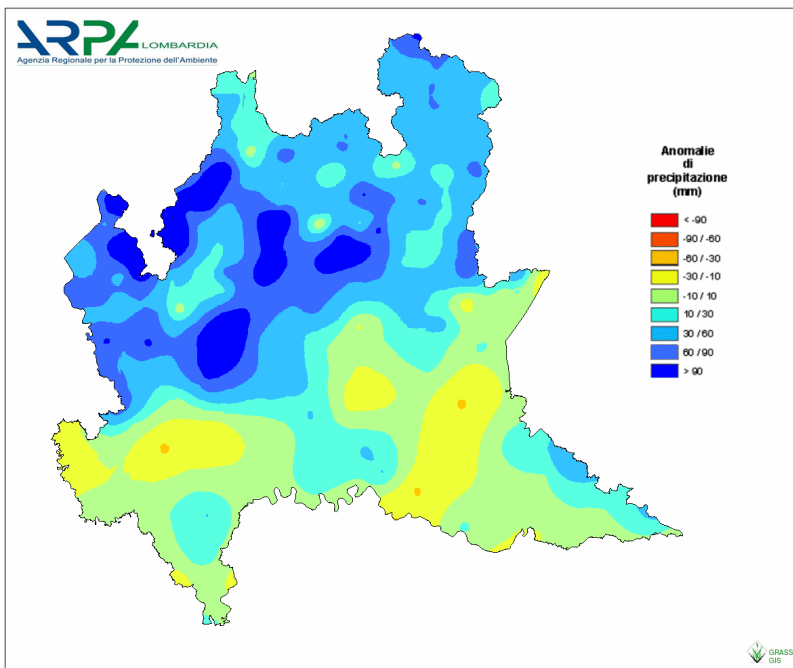 ARPA LOMBARDIA
Agenzia Regionale per la Protezione dell'Ambiente
Anomalie
di
precipitazione
(mm)
< -90
-90 / -60
-60 / -30
-30 / -10
-10 / 10
10 / 30
30 / 60
60 / 90
> 90
GRASS
GIS